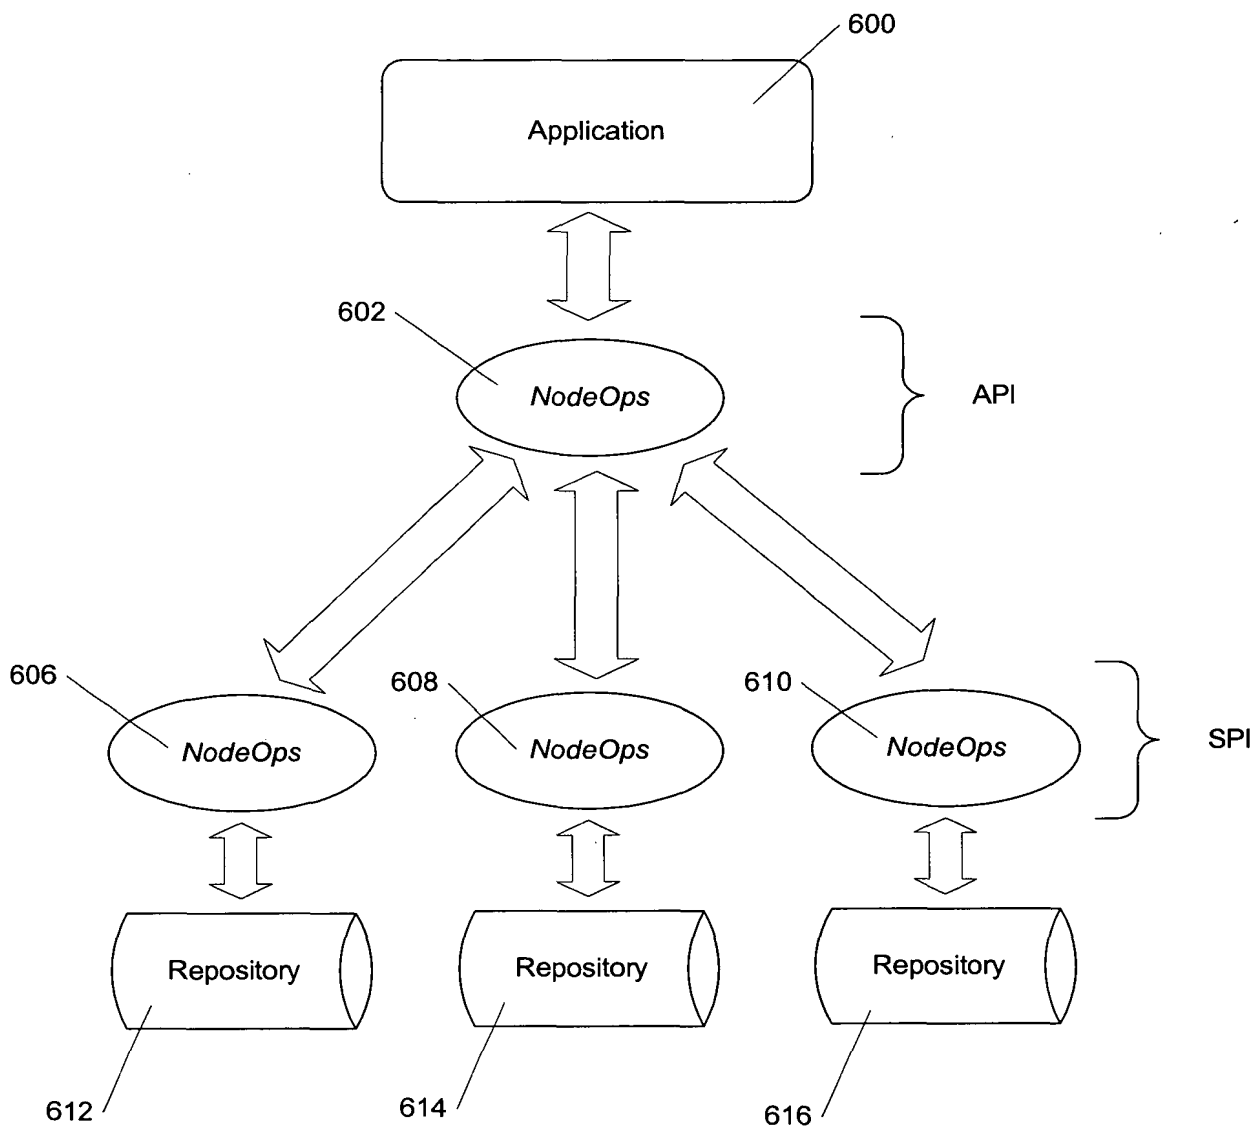 600
Application
602
NodeOps
API
606
608
610
NodeOps
NodeOps
NodeOps
SPI
Repository
Repository
Repository
612
614
616